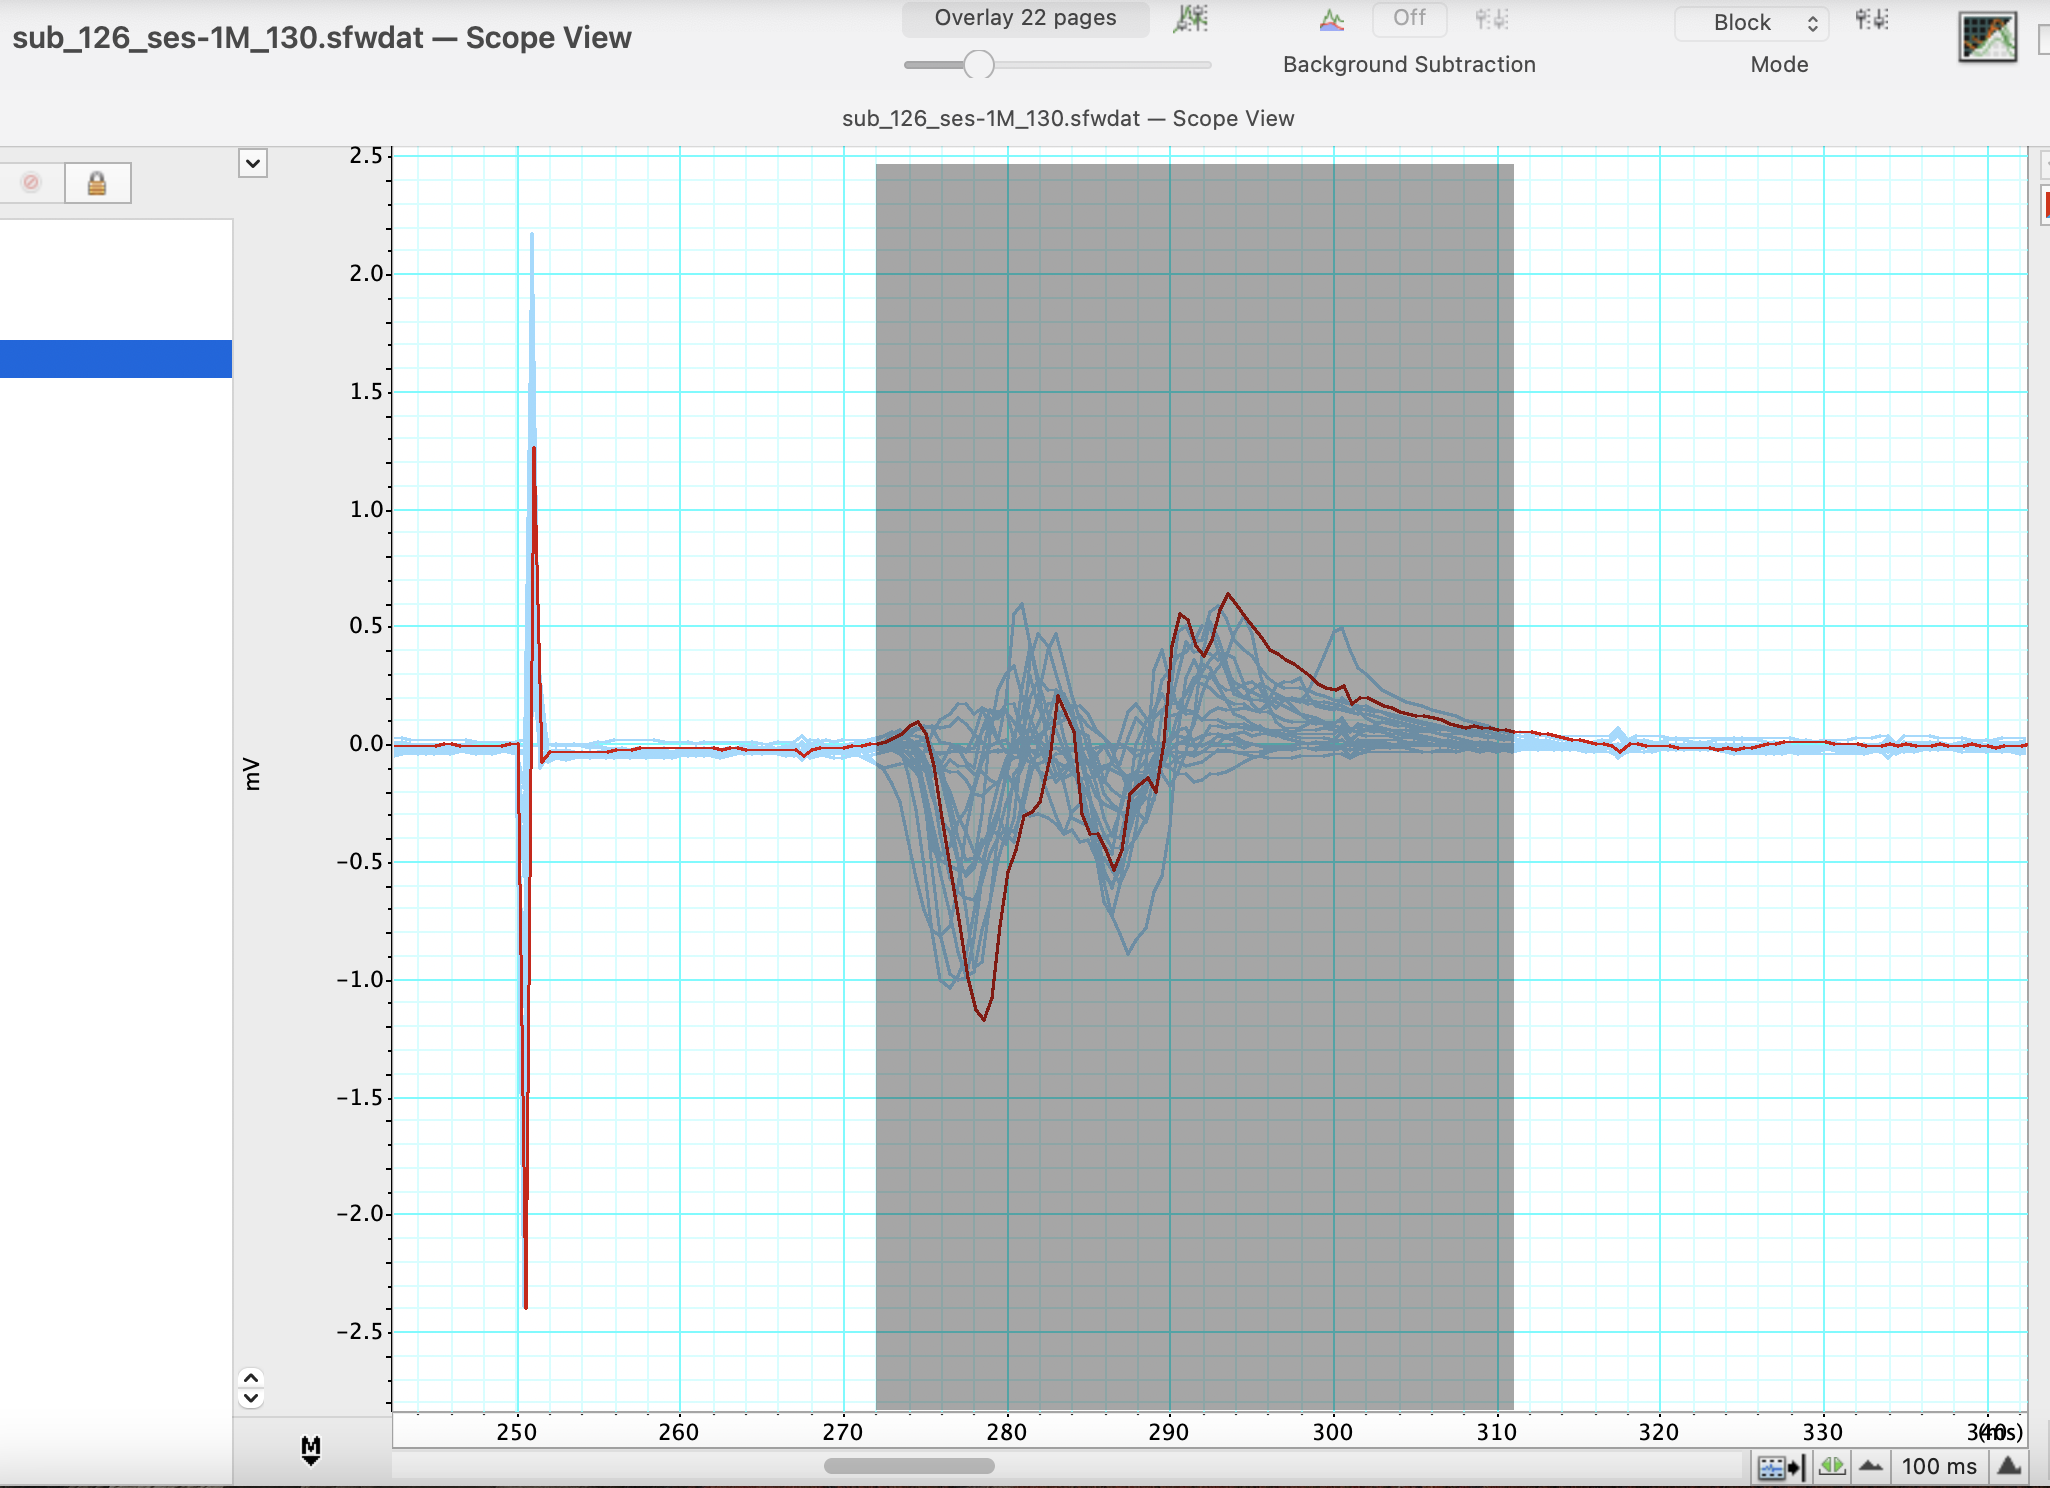 sub_126_ses-1M_130.sfwdat — Scope View
Overlay 22 pages
Off
Block
Background Subtraction
Mode
sub_126_ses-1M_130.sfwdat — Scope View
2.5
2.0
1.5
1.0
0.5
0.0
mV
−0.5
−1.0
−1.5
−2.0
−2.5
250 260 270 280 290 300 310 320 330 340 (ms)
M
100 ms